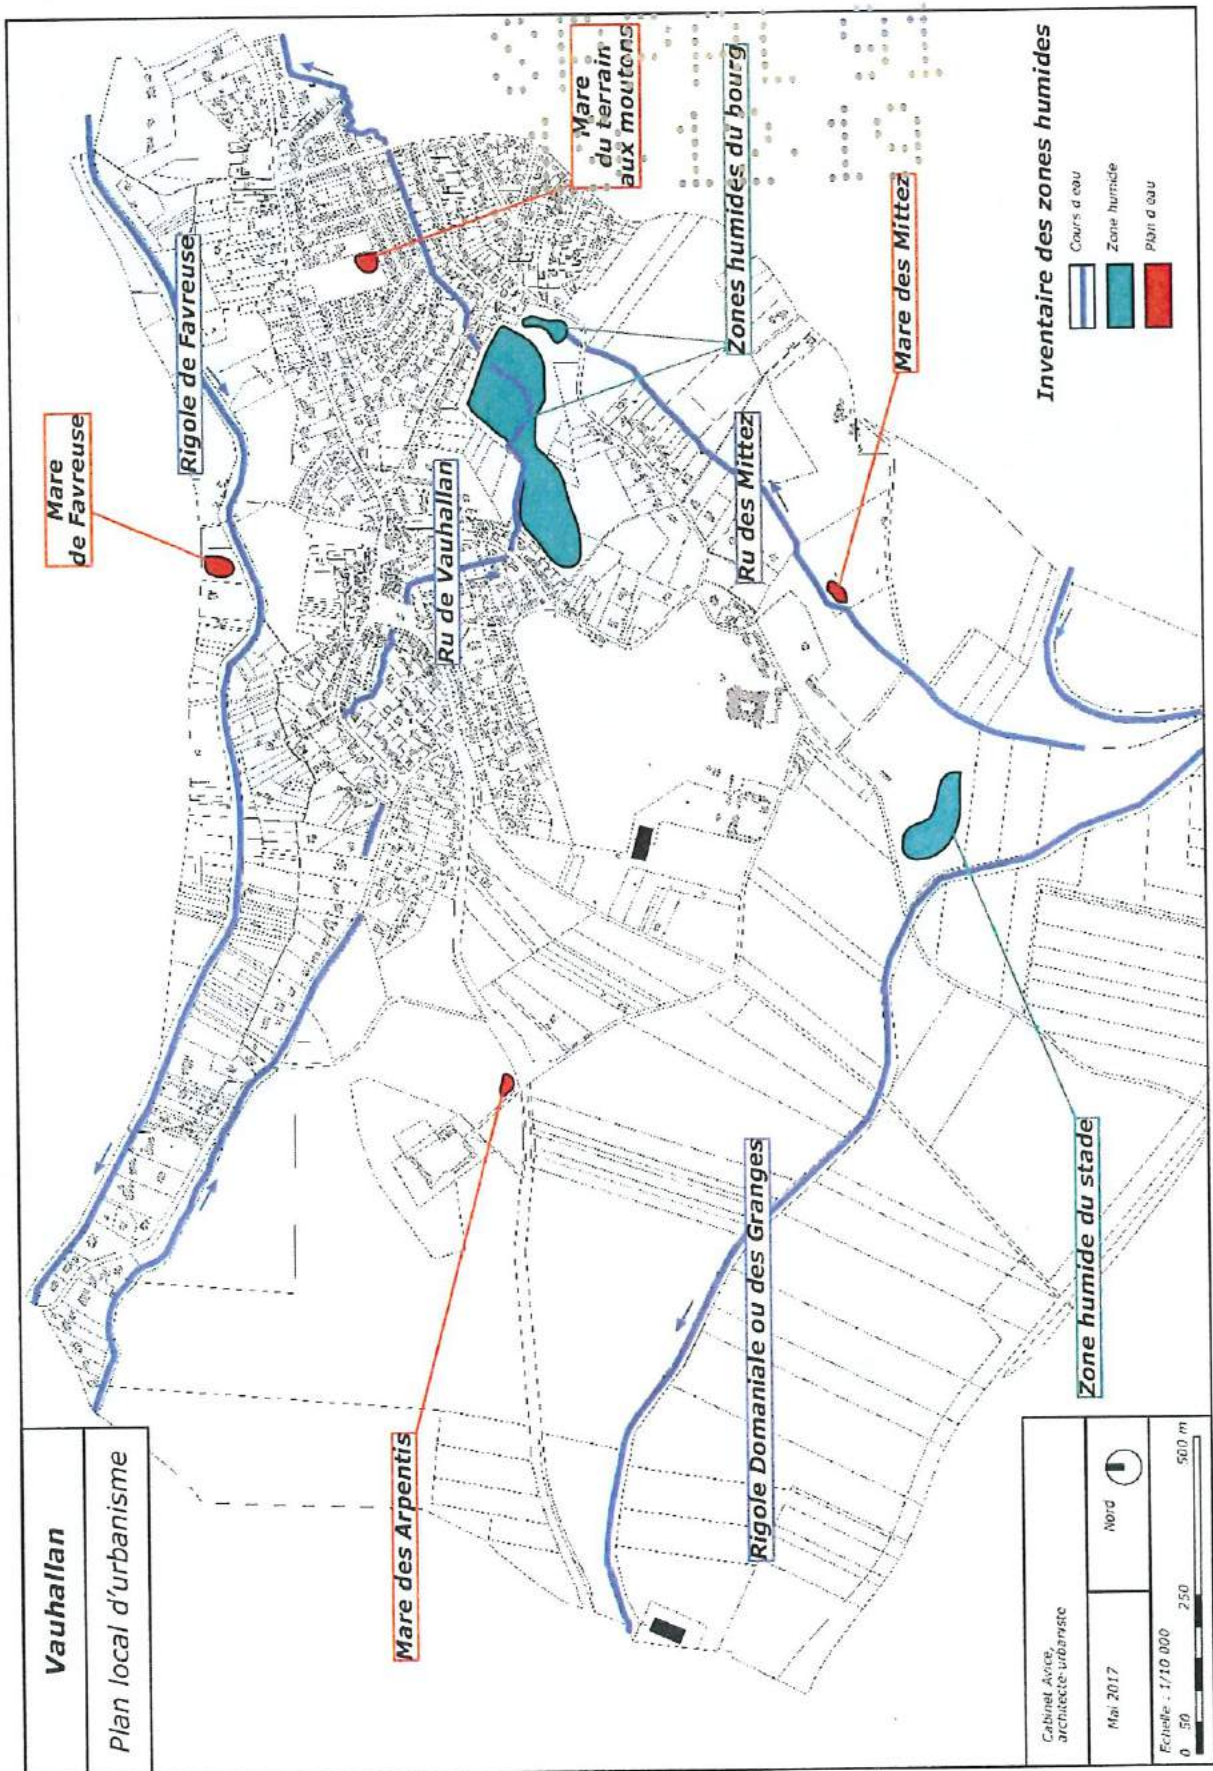 Vauhallan
Plan local d'urbanisme
Mare
de Favreuse
Rigole de Favreuse
Mare
du terrain
aux moutons
Ru de Vauhallan
Zones humides du bourg
Mare des Arpentis
Ru des Mittez
Mare des Mittez
Rigole Domaniale ou des Granges
Zone humide du stade
Inventaire des zones humides
Cours d eau
Zone humide
Plan d eau
Cabinet Avice,
architecte-urbaniste
Mai 2017
Nord
Echelle : 1/10 000
0 50 250 500 m